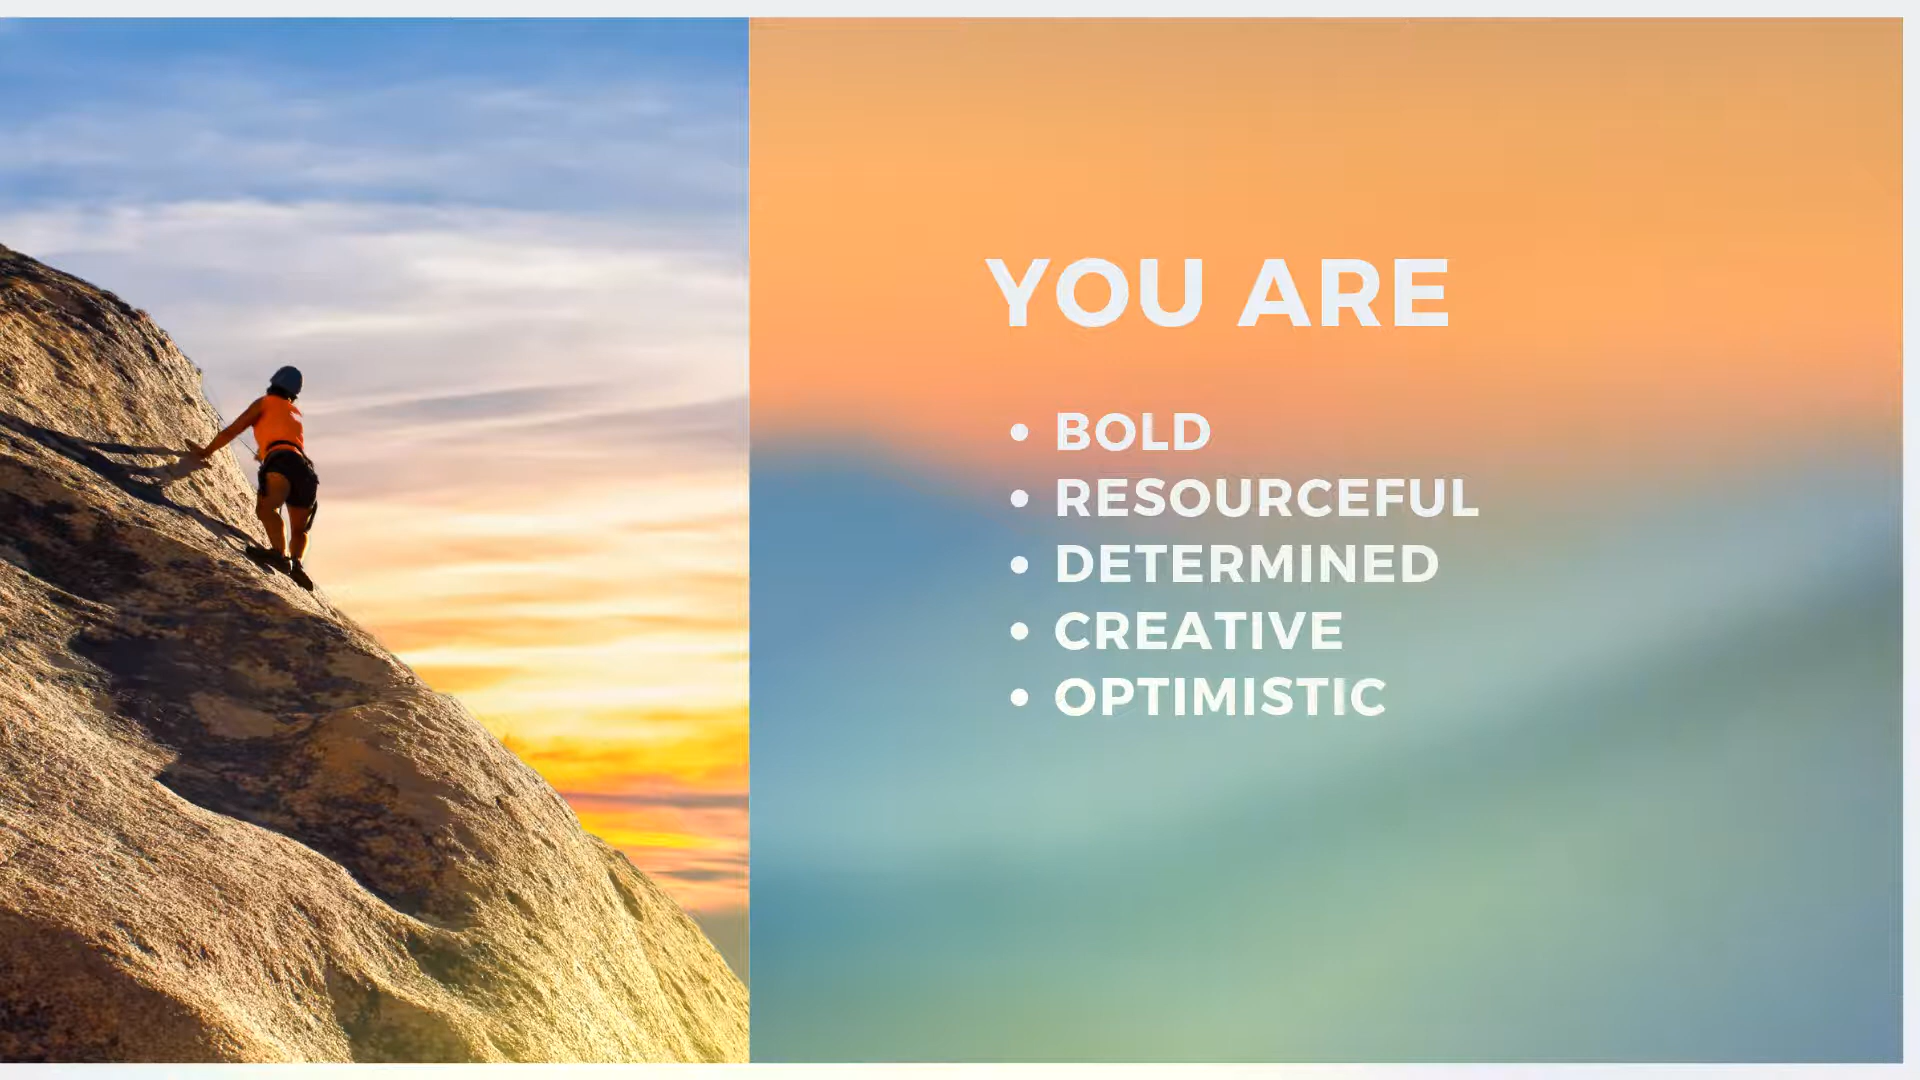 YOU ARE
• BOLD
• RESOURCEFUL
• DETERMINED
• CREATIVE
• OPTIMISTIC